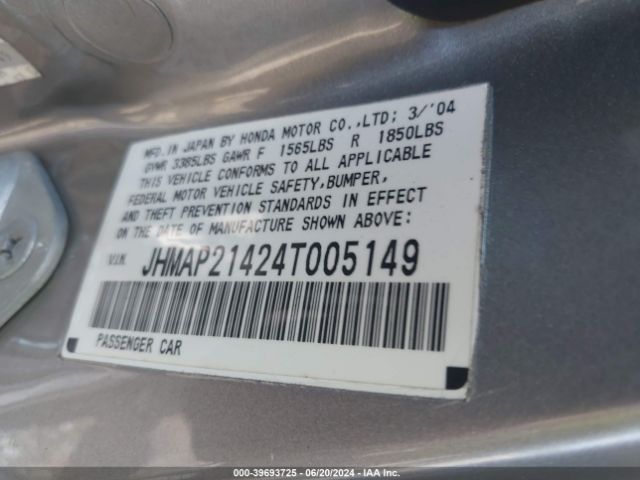 MFD.IN JAPAN BY HONDA MOTOR CO.,LTD; 3/'04
GVWR 3385LBS GAWR F 1565LBS R 1850LBS
THIS VEHICLE CONFORMS TO ALL APPLICABLE
FEDERAL MOTOR VEHICLE SAFETY,BUMPER,
AND THEFT PREVENTION STANDARDS IN EFFECT
ON THE DATE OF MANUFACTURE SHOWN ABOVE:
V.I.N. JHMAP21424T005149
PASSENGER CAR
000-39693725 - 06/20/2024 - IAA Inc.